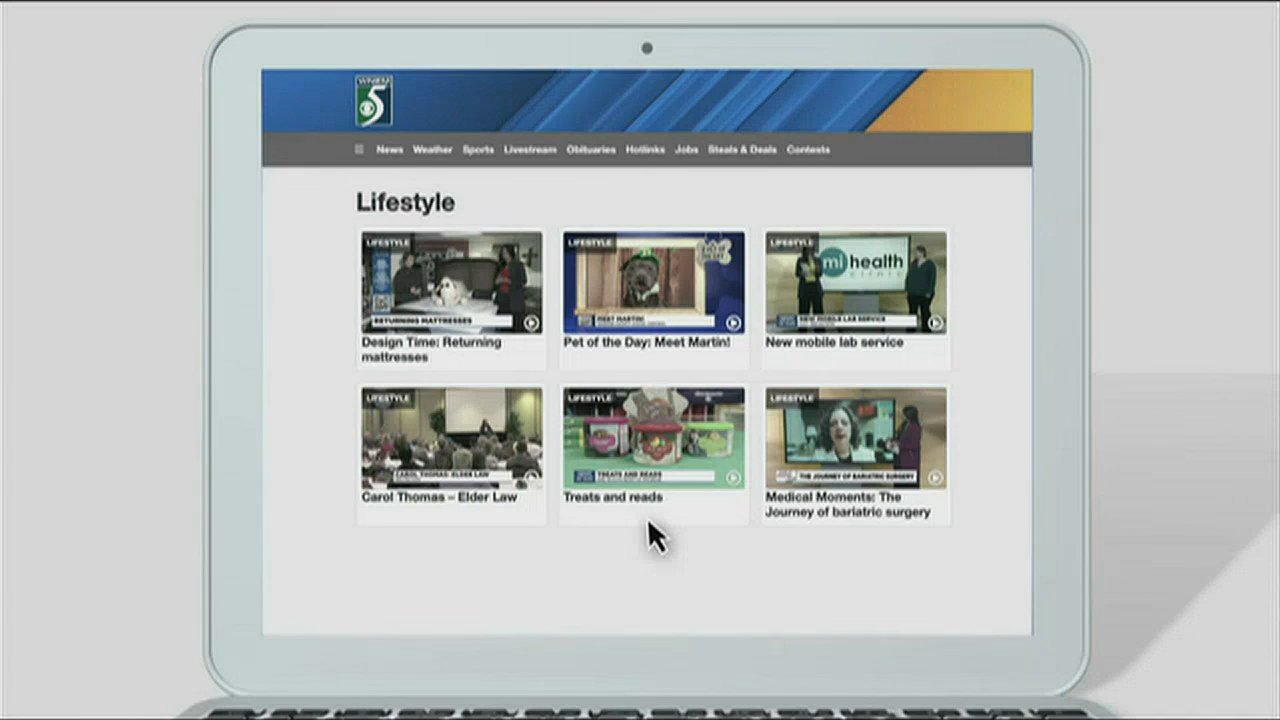 WNEM
5
News Weather Sports Livestream Obituaries Hotlinks Jobs Steals & Deals Contests
Lifestyle
LIFESTYLE
RETURNING MATTRESSES
Design Time: Returning
mattresses
LIFESTYLE
MEET MARTIN!
Pet of the Day: Meet Martin!
LIFESTYLE
mi health
CLINIC
NEW MOBILE LAB SERVICE
New mobile lab service
LIFESTYLE
CAROL THOMAS- ELDER LAW
Carol Thomas – Elder Law
LIFESTYLE
TREATS AND READS
Treats and reads
LIFESTYLE
THE JOURNEY OF BARIATRIC SURGERY
Medical Moments: The
Journey of bariatric surgery